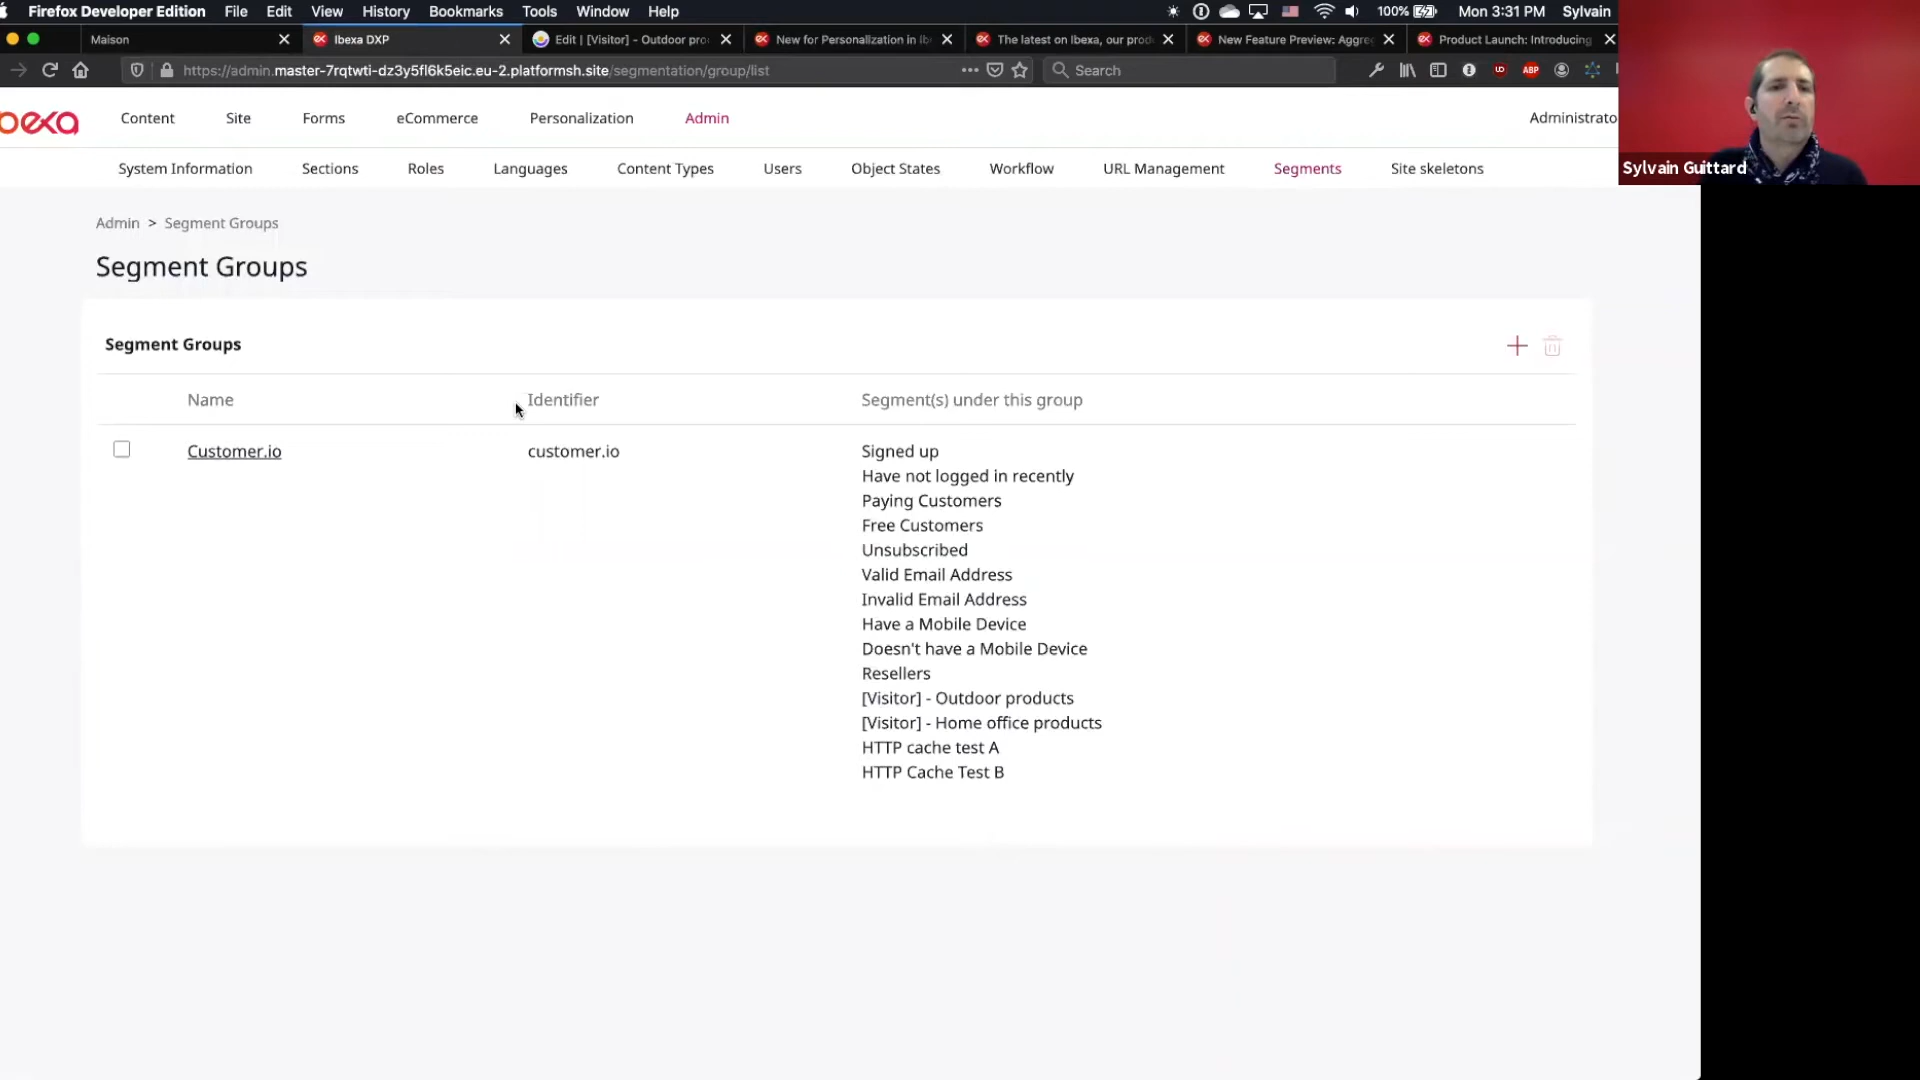 Firefox Developer Edition File Edit View History Bookmarks Tools Window Help 100% Mon 3:31 PM Sylvain
Maison Ibexa DXP Edit | [Visitor] - Outdoor pro New for Personalization in Ib The latest on Ibexa, our prod New Feature Preview: Aggre Product Launch: Introducing
https://admin.master-7rqtwti-dz3y5fl6k5eic.eu-2.platformsh.site/segmentation/group/list Search ABP
bexa Content Site Forms eCommerce Personalization Admin Administrato
Sylvain Guittard
System Information Sections Roles Languages Content Types Users Object States Workflow URL Management Segments Site skeletons
Admin > Segment Groups
Segment Groups
Segment Groups
Name Identifier Segment(s) under this group
Customer.io customer.io Signed up
Have not logged in recently
Paying Customers
Free Customers
Unsubscribed
Valid Email Address
Invalid Email Address
Have a Mobile Device
Doesn't have a Mobile Device
Resellers
[Visitor] - Outdoor products
[Visitor] - Home office products
HTTP cache test A
HTTP Cache Test B